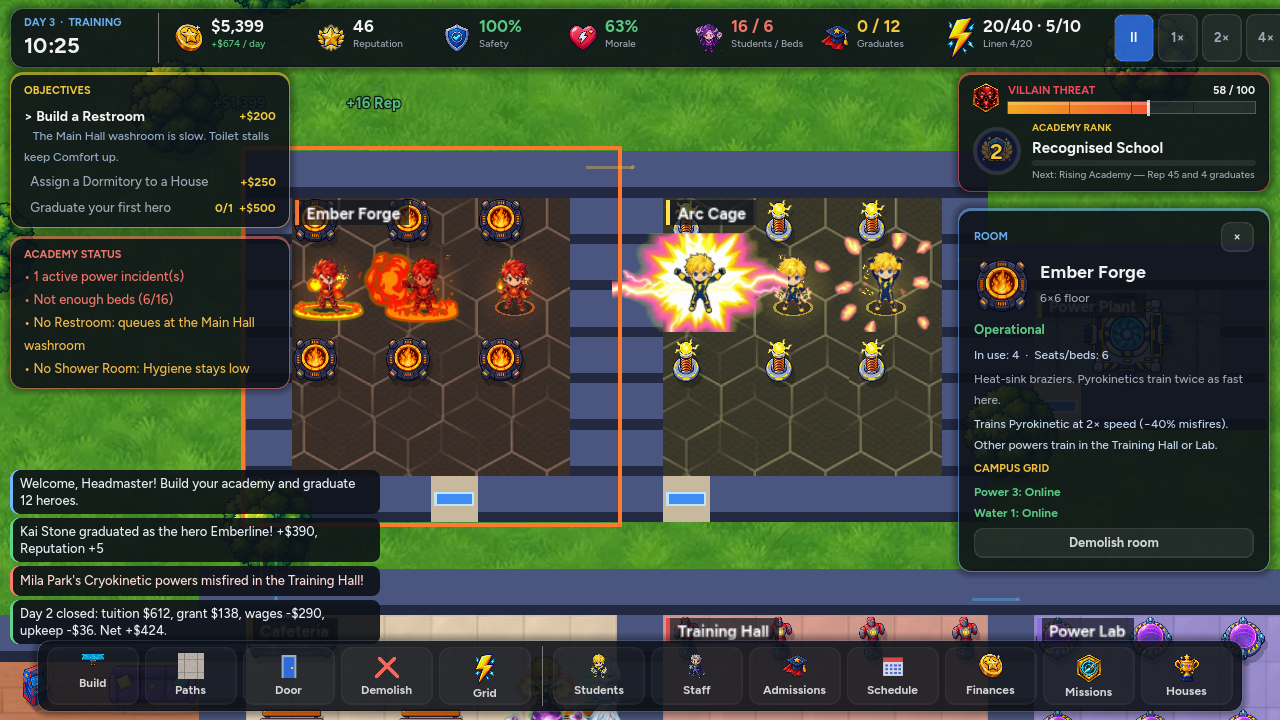 DAY 3 · TRAINING
10:25
$5,399
+$674 / day
46
Reputation
100%
Safety
63%
Morale
16 / 6
Students / Beds
0 / 12
Graduates
20/40 · 5/10
Linen 4/20
II
1×
2×
4×
OBJECTIVES
> Build a Restroom
+$200
The Main Hall washroom is slow. Toilet stalls
keep Comfort up.
Assign a Dormitory to a House
+$250
Graduate your first hero
0/1 +$500
+16 Rep
ACADEMY STATUS
• 1 active power incident(s)
• Not enough beds (6/16)
• No Restroom: queues at the Main Hall
washroom
• No Shower Room: Hygiene stays low
VILLAIN THREAT
58 / 100
ACADEMY RANK
2
Recognised School
Next: Rising Academy — Rep 45 and 4 graduates
Ember Forge
Arc Cage
ROOM
×
Ember Forge
6×6 floor
Power Plant
Operational
In use: 4 · Seats/beds: 6
Heat-sink braziers. Pyrokinetics train twice as fast
here.
Trains Pyrokinetic at 2× speed (−40% misfires).
Other powers train in the Training Hall or Lab.
CAMPUS GRID
Power 3: Online
Water 1: Online
Demolish room
Welcome, Headmaster! Build your academy and graduate
12 heroes.
Kai Stone graduated as the hero Emberline! +$390,
Reputation +5
Mila Park's Cryokinetic powers misfired in the Training Hall!
Day 2 closed: tuition $612, grant $138, wages -$290,
upkeep -$36. Net +$424.
Cafeteria
Training Hall
Power Lab
Build
Paths
Door
Demolish
Grid
Students
Staff
Admissions
Schedule
Finances
Missions
Houses